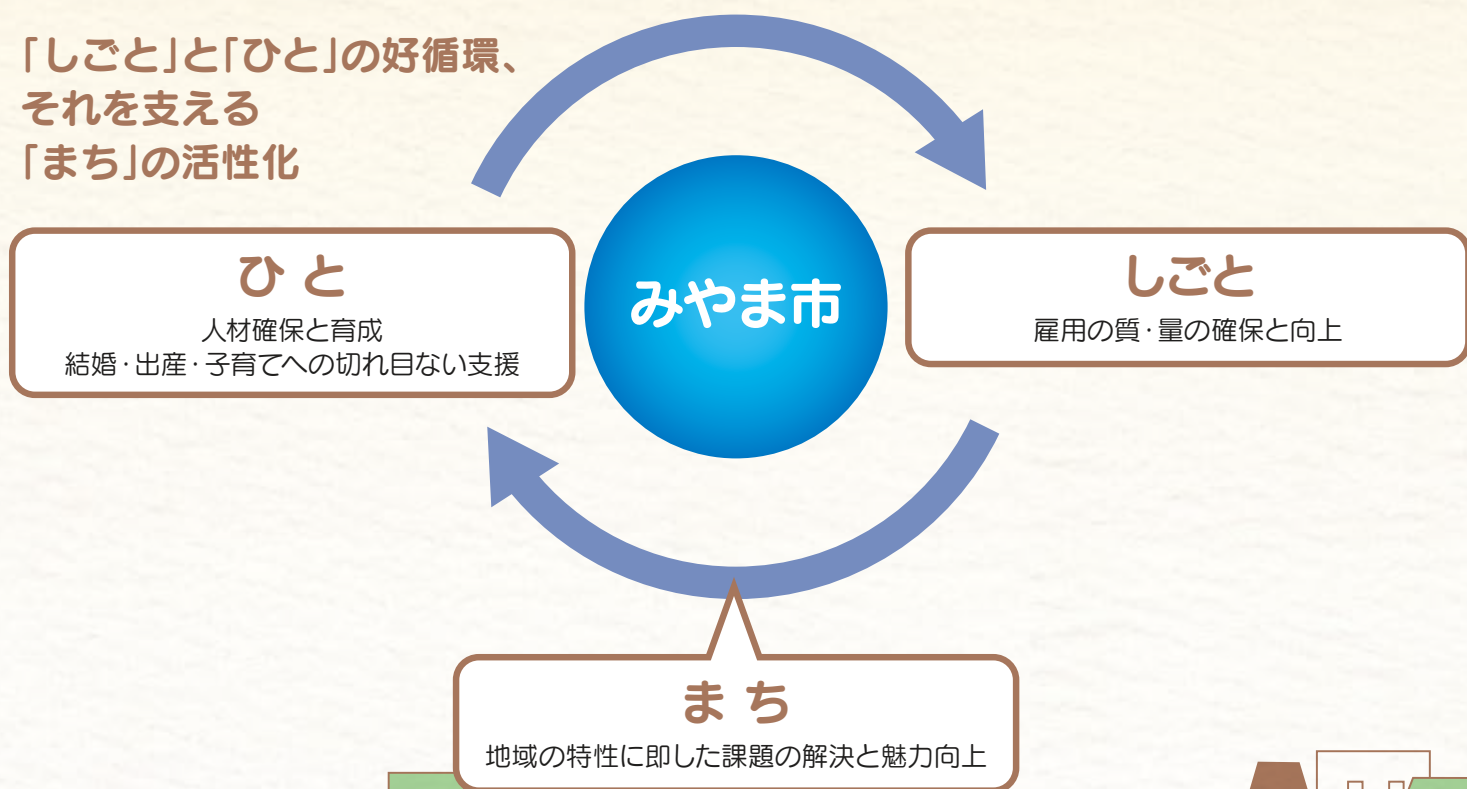 「しごと」と「ひと」の好循環、
それを支える
「まち」の活性化
ひと
人材確保と育成
結婚・出産・子育てへの切れ目ない支援
みやま市
しごと
雇用の質・量の確保と向上
まち
地域の特性に即した課題の解決と魅力向上